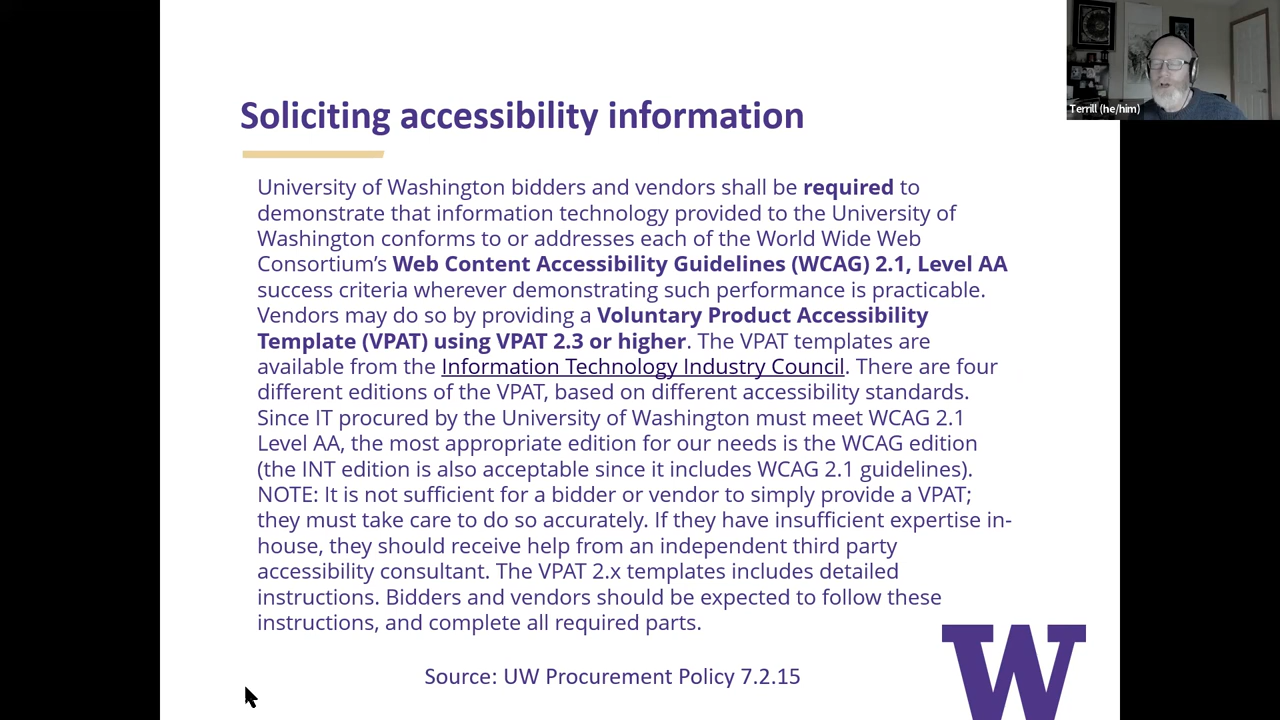 Soliciting accessibility information
Terrill (he/him)
University of Washington bidders and vendors shall be required to
demonstrate that information technology provided to the University of
Washington conforms to or addresses each of the World Wide Web
Consortium’s Web Content Accessibility Guidelines (WCAG) 2.1, Level AA
success criteria wherever demonstrating such performance is practicable.
Vendors may do so by providing a Voluntary Product Accessibility
Template (VPAT) using VPAT 2.3 or higher. The VPAT templates are
available from the Information Technology Industry Council. There are four
different editions of the VPAT, based on different accessibility standards.
Since IT procured by the University of Washington must meet WCAG 2.1
Level AA, the most appropriate edition for our needs is the WCAG edition
(the INT edition is also acceptable since it includes WCAG 2.1 guidelines).
NOTE: It is not sufficient for a bidder or vendor to simply provide a VPAT;
they must take care to do so accurately. If they have insufficient expertise in-
house, they should receive help from an independent third party
accessibility consultant. The VPAT 2.x templates includes detailed
instructions. Bidders and vendors should be expected to follow these
instructions, and complete all required parts.
Source: UW Procurement Policy 7.2.15
W